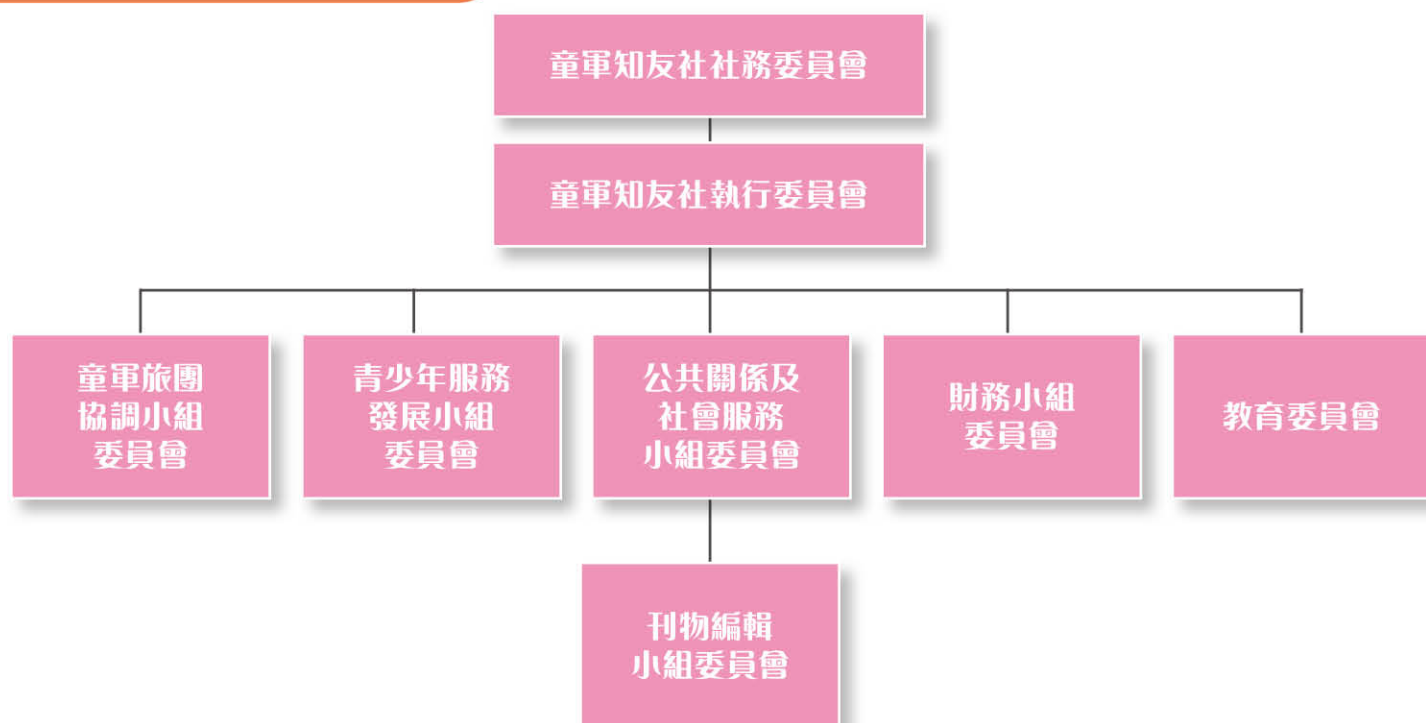 童軍知友社社務委員會
童軍知友社執行委員會
童軍旅團
協調小組
委員會
青少年服務
發展小組
委員會
公共關係及
社會服務
小組委員會
財務小組
委員會
教育委員會
刊物編輯
小組委員會